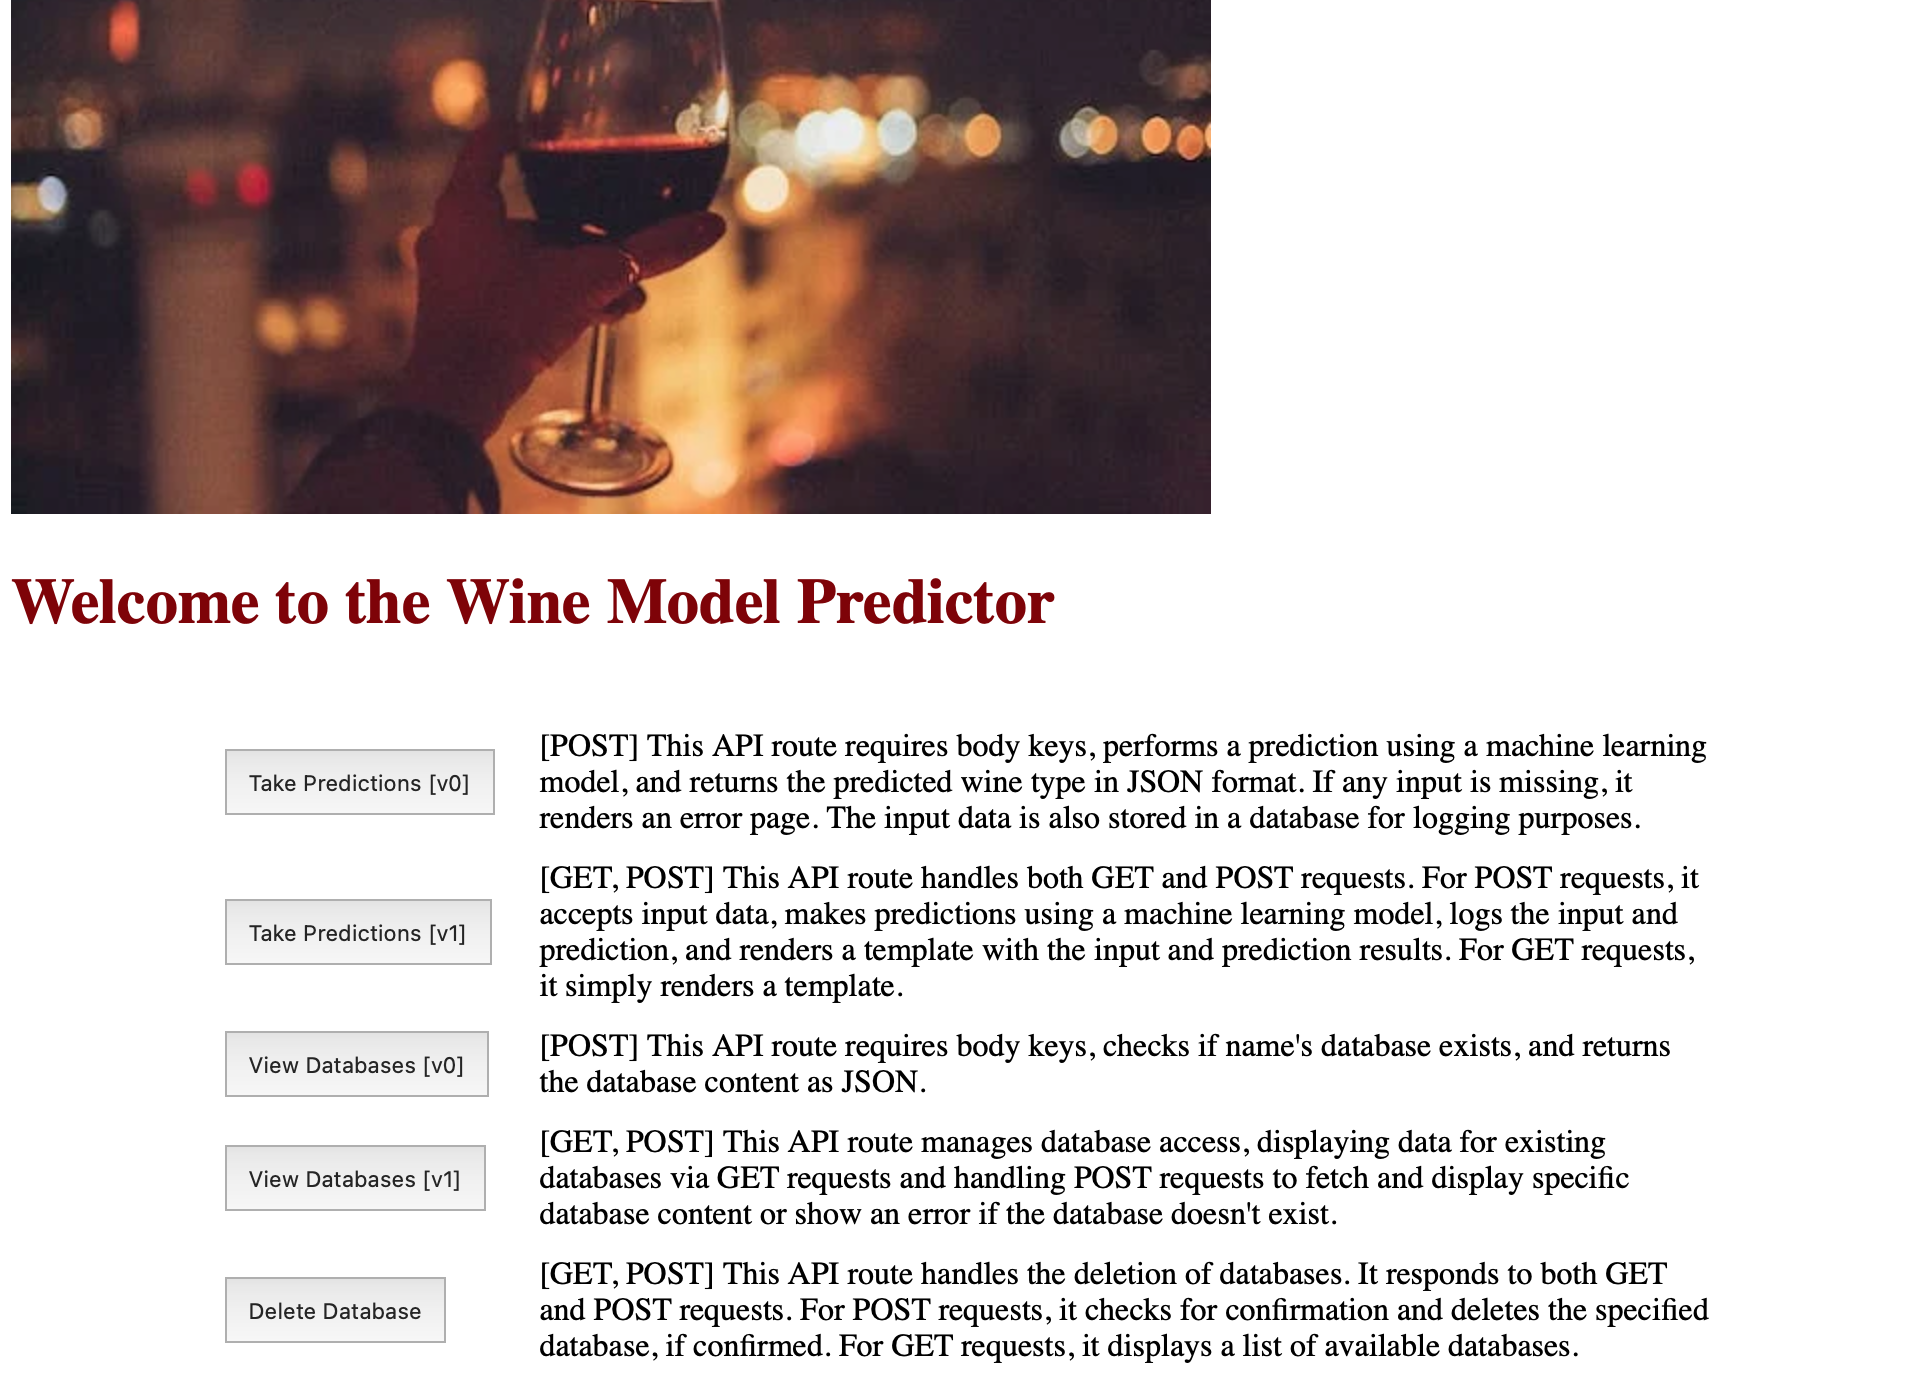 Welcome to the Wine Model Predictor
Take Predictions [v0]
[POST] This API route requires body keys, performs a prediction using a machine learning
model, and returns the predicted wine type in JSON format. If any input is missing, it
renders an error page. The input data is also stored in a database for logging purposes.
Take Predictions [v1]
[GET, POST] This API route handles both GET and POST requests. For POST requests, it
accepts input data, makes predictions using a machine learning model, logs the input and
prediction, and renders a template with the input and prediction results. For GET requests,
it simply renders a template.
View Databases [v0]
[POST] This API route requires body keys, checks if name's database exists, and returns
the database content as JSON.
View Databases [v1]
[GET, POST] This API route manages database access, displaying data for existing
databases via GET requests and handling POST requests to fetch and display specific
database content or show an error if the database doesn't exist.
Delete Database
[GET, POST] This API route handles the deletion of databases. It responds to both GET
and POST requests. For POST requests, it checks for confirmation and deletes the specified
database, if confirmed. For GET requests, it displays a list of available databases.